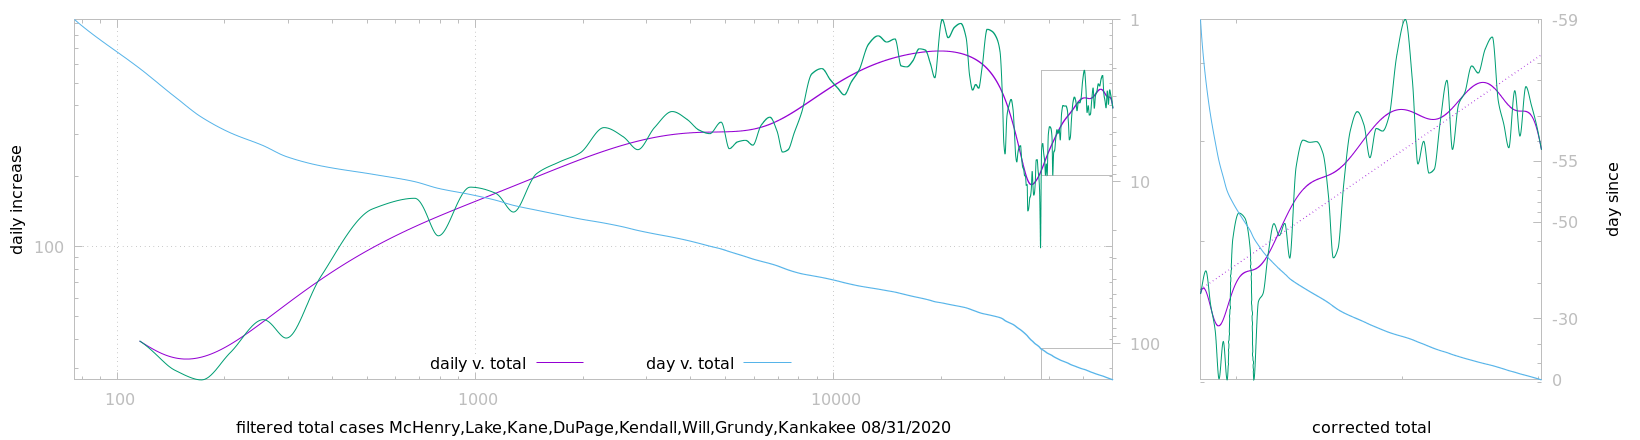 1
-59
10
-55
-50
daily increase
day since
100
-30
100
daily v. total
day v. total
0
100
1000
10000
filtered total cases McHenry,Lake,Kane,DuPage,Kendall,Will,Grundy,Kankakee 08/31/2020
corrected total